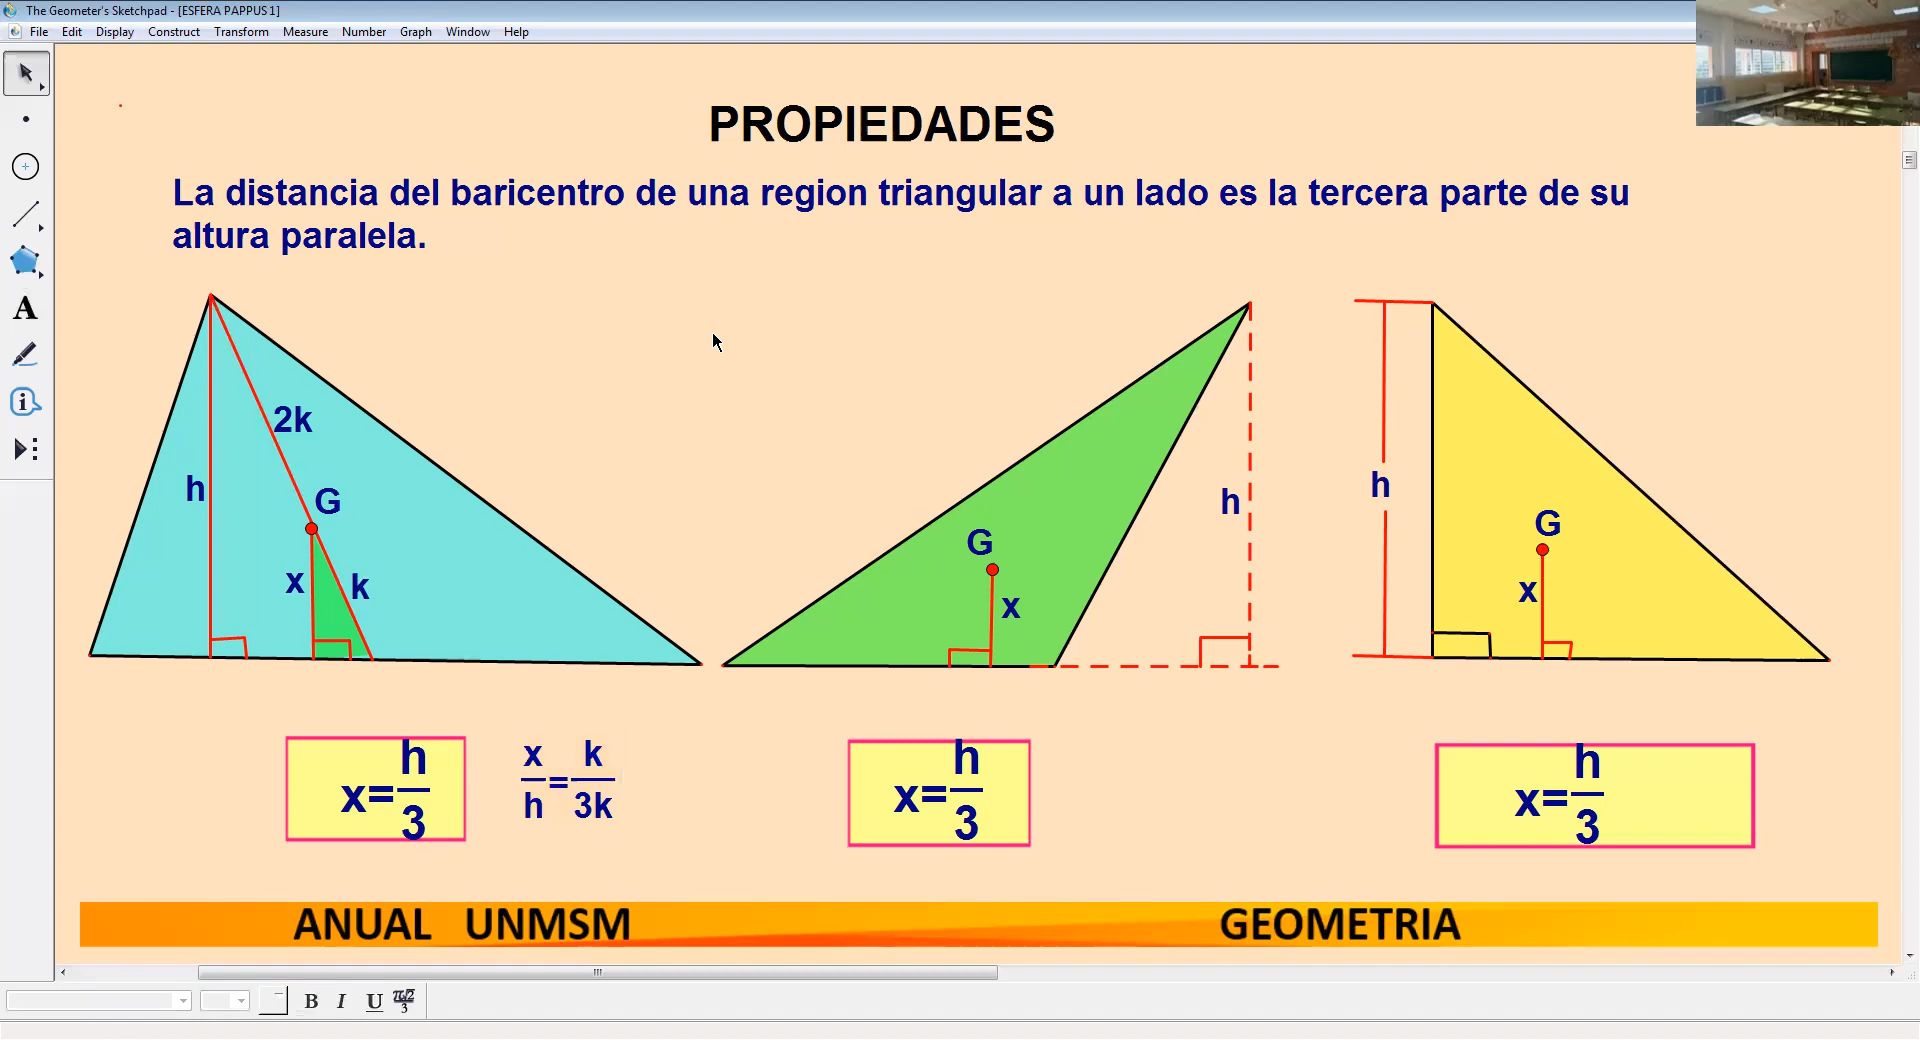 The Geometer's Sketchpad - [ESFERA PAPPUS 1]
File Edit Display Construct Transform Measure Number Graph Window Help
PROPIEDADES
La distancia del baricentro de una region triangular a un lado es la tercera parte de su
altura paralela.
2k
h
G
x
k
G
h
x
h
G
x
x=h/3
x/h=k/3k
x=h/3
x=h/3
ANUAL UNMSM GEOMETRIA
B I U